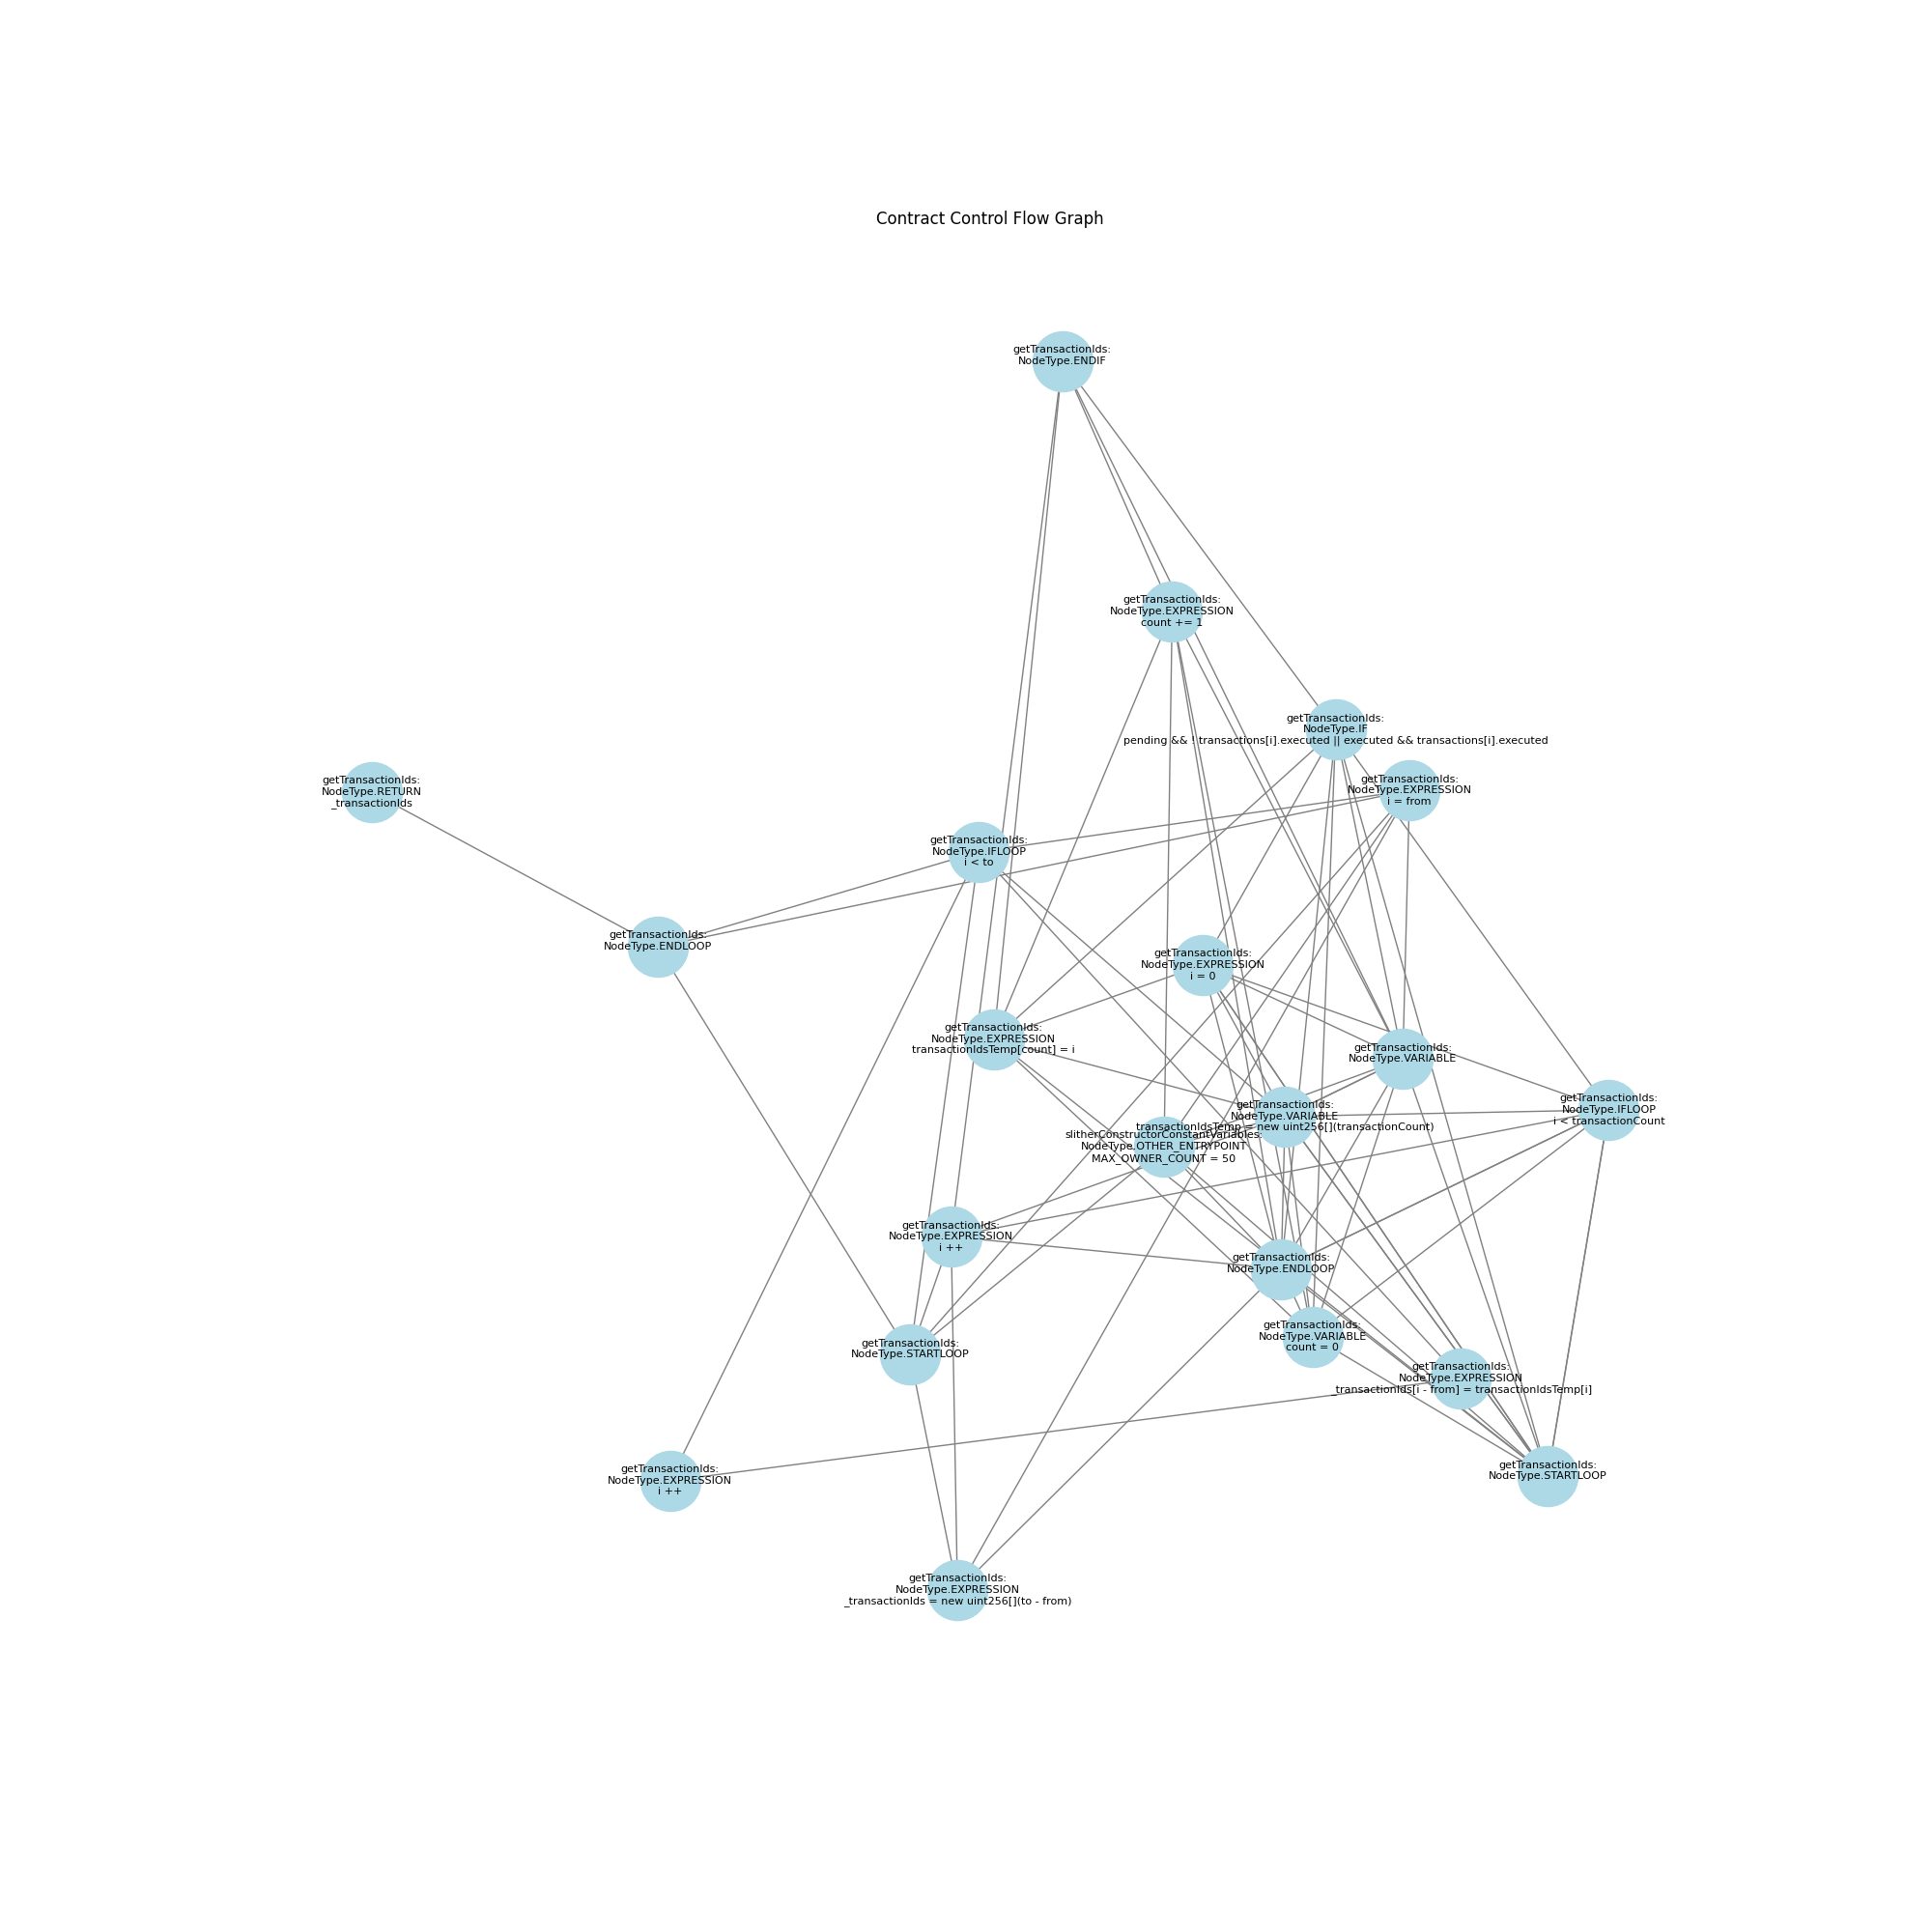 Contract Control Flow Graph
getTransactionIds:
NodeType.ENDIF
getTransactionIds:
NodeType.EXPRESSION
count += 1
getTransactionIds:
NodeType.IF
pending && ! transactions[i].executed || executed && transactions[i].executed
getTransactionIds:
NodeType.RETURN
_transactionIds
getTransactionIds:
NodeType.EXPRESSION
i = from
getTransactionIds:
NodeType.IFLOOP
i < to
getTransactionIds:
NodeType.ENDLOOP
getTransactionIds:
NodeType.EXPRESSION
i = 0
getTransactionIds:
NodeType.EXPRESSION
transactionIdsTemp[count] = i
getTransactionIds:
NodeType.VARIABLE
getTransactionIds:
NodeType.VARIABLE
transactionIdsTemp = new uint256[](transactionCount)
getTransactionIds:
NodeType.IFLOOP
i < transactionCount
slitherConstructorConstantVariables:
NodeType.OTHER_ENTRYPOINT
MAX_OWNER_COUNT = 50
getTransactionIds:
NodeType.EXPRESSION
i ++
getTransactionIds:
NodeType.ENDLOOP
getTransactionIds:
NodeType.VARIABLE
count = 0
getTransactionIds:
NodeType.STARTLOOP
getTransactionIds:
NodeType.EXPRESSION
_transactionIds[i - from] = transactionIdsTemp[i]
getTransactionIds:
NodeType.STARTLOOP
getTransactionIds:
NodeType.EXPRESSION
i ++
getTransactionIds:
NodeType.EXPRESSION
_transactionIds = new uint256[](to - from)